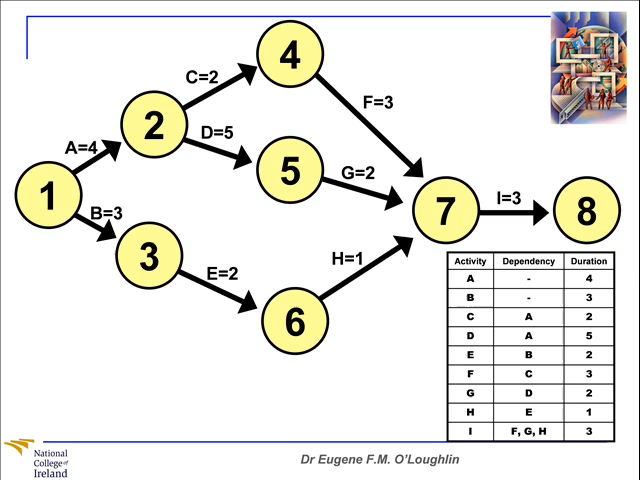 4
C=2
F=3
2
D=5
A=4
5
G=2
1
I=3
7
8
B=3
3
H=1
E=2
6
Activity Dependency Duration
A - 4
B - 3
C A 2
D A 5
E B 2
F C 3
G D 2
H E 1
I F, G, H 3
National
College of
Ireland
Dr Eugene F.M. O'Loughlin